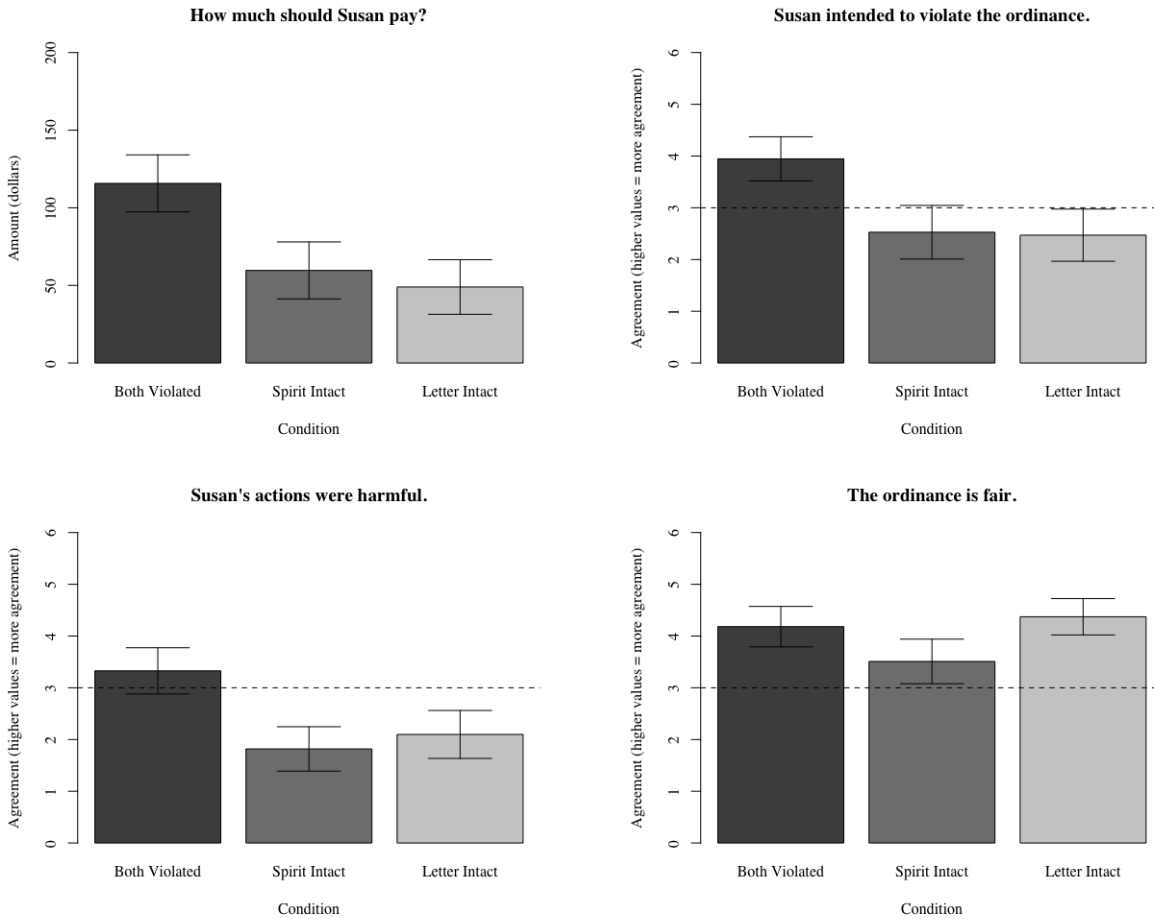 How much should Susan pay?
Amount (dollars)
200
150
100
50
0
Both Violated
Spirit Intact
Letter Intact
Condition
Susan intended to violate the ordinance.
Agreement (higher values = more agreement)
6
5
4
3
2
1
0
Both Violated
Spirit Intact
Letter Intact
Condition
Susan's actions were harmful.
Agreement (higher values = more agreement)
6
5
4
3
2
1
0
Both Violated
Spirit Intact
Letter Intact
Condition
The ordinance is fair.
Agreement (higher values = more agreement)
6
5
4
3
2
1
0
Both Violated
Spirit Intact
Letter Intact
Condition